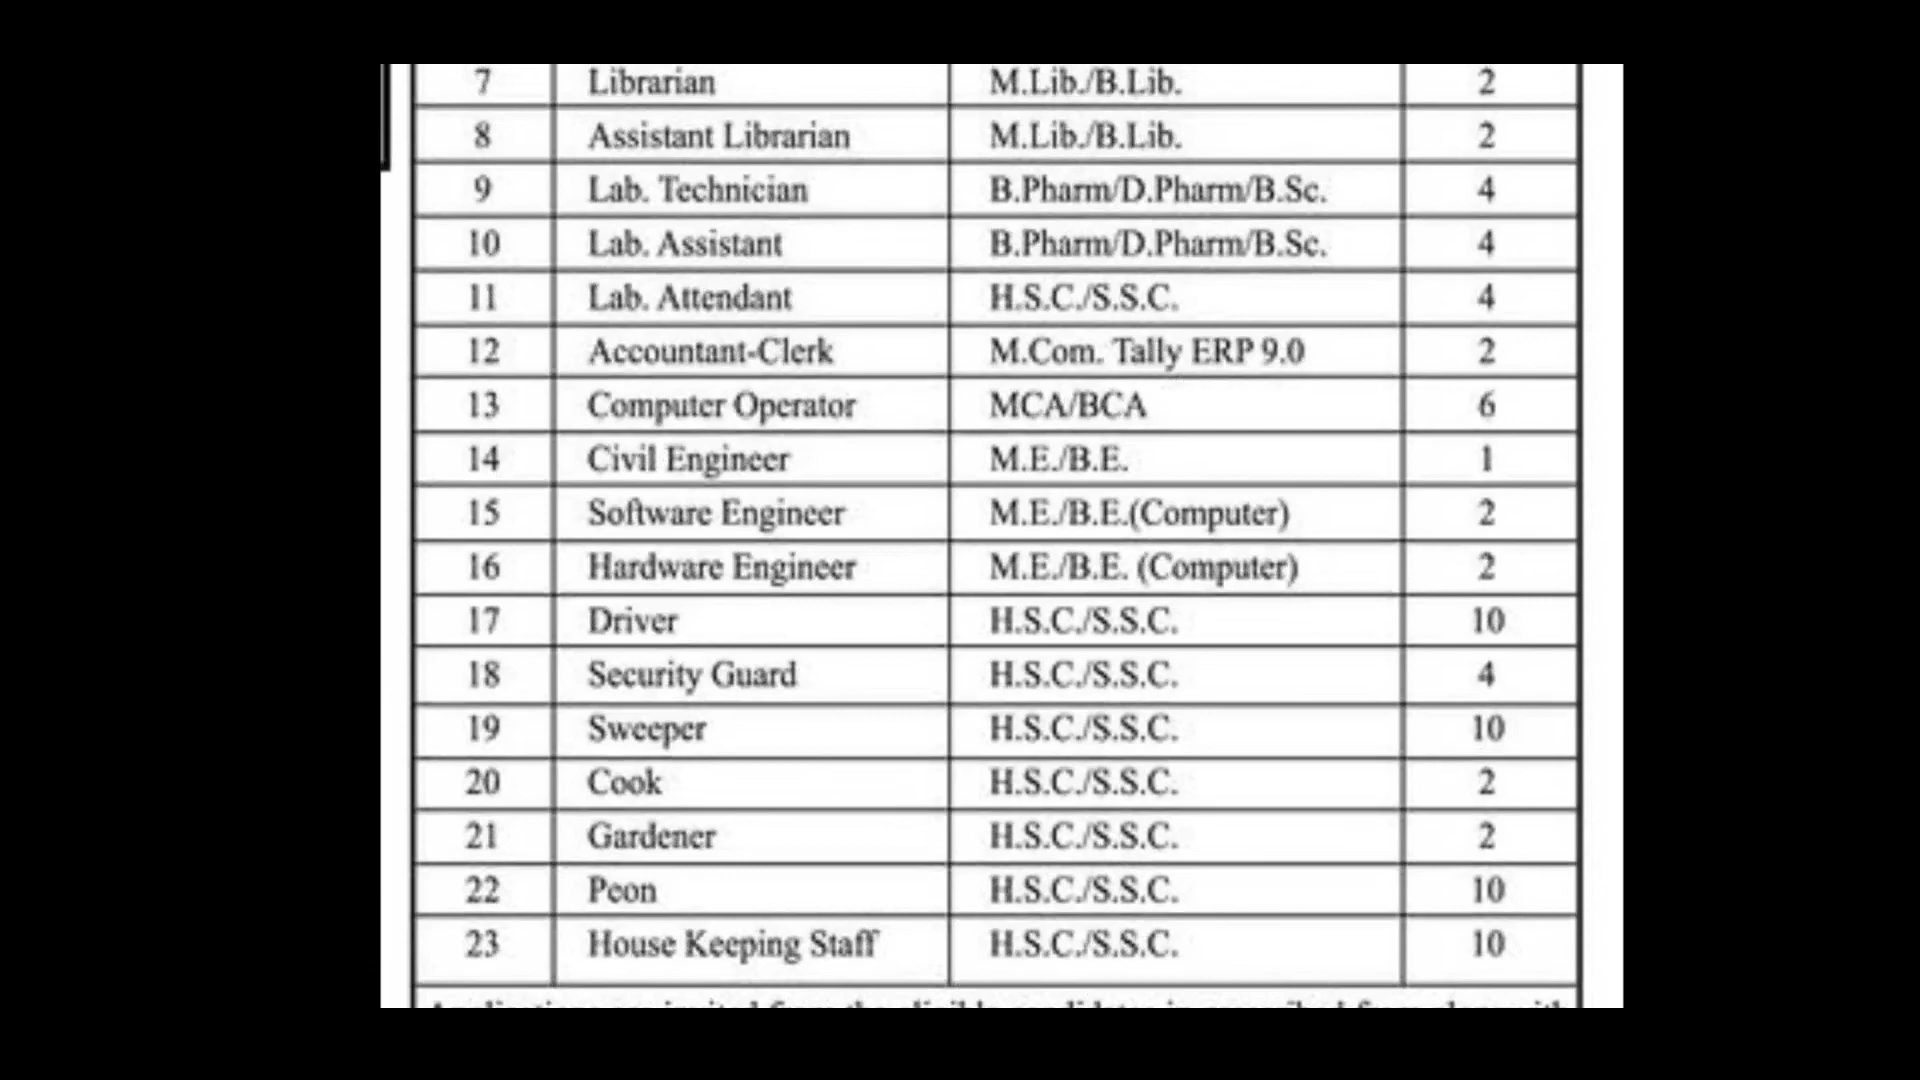 7 Librarian M.Lib./B.Lib. 2
8 Assistant Librarian M.Lib./B.Lib. 2
9 Lab. Technician B.Pharm/D.Pharm/B.Sc. 4
10 Lab. Assistant B.Pharm/D.Pharm/B.Sc. 4
11 Lab. Attendant H.S.C./S.S.C. 4
12 Accountant-Clerk M.Com. Tally ERP 9.0 2
13 Computer Operator MCA/BCA 6
14 Civil Engineer M.E./B.E. 1
15 Software Engineer M.E./B.E.(Computer) 2
16 Hardware Engineer M.E./B.E. (Computer) 2
17 Driver H.S.C./S.S.C. 10
18 Security Guard H.S.C./S.S.C. 4
19 Sweeper H.S.C./S.S.C. 10
20 Cook H.S.C./S.S.C. 2
21 Gardener H.S.C./S.S.C. 2
22 Peon H.S.C./S.S.C. 10
23 House Keeping Staff H.S.C./S.S.C. 10